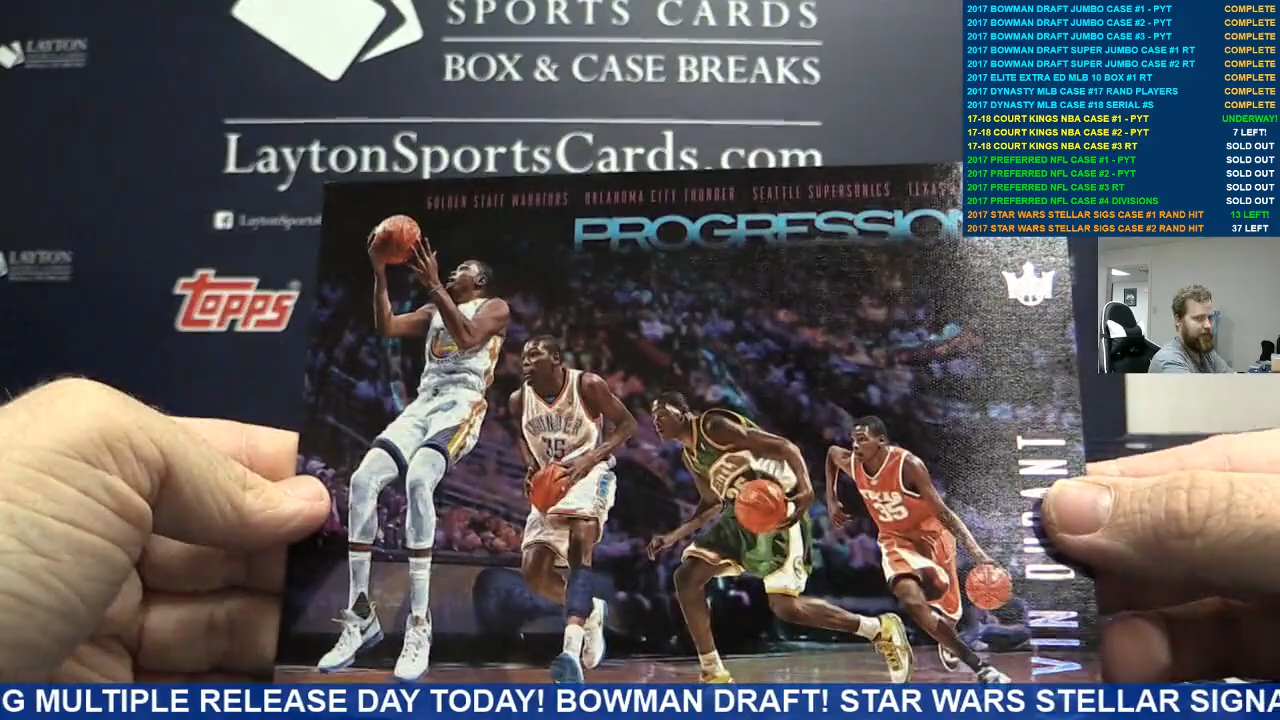 SPORTS CARDS
BOX & CASE BREAKS
LaytonSportsCards.com
LAYTON
LaytonSports
LAYTON
TOPPS
GOLDEN STATE WARRIORS OKLAHOMA CITY THUNDER SEATTLE SUPERSONICS TEXAS
PROGRESSION
THUNDER
35
TEXAS
35
VIN DURANT
2017 BOWMAN DRAFT JUMBO CASE #1 - PYT COMPLETE
2017 BOWMAN DRAFT JUMBO CASE #2 - PYT COMPLETE
2017 BOWMAN DRAFT JUMBO CASE #3 - PYT COMPLETE
2017 BOWMAN DRAFT SUPER JUMBO CASE #1 RT COMPLETE
2017 BOWMAN DRAFT SUPER JUMBO CASE #2 RT COMPLETE
2017 ELITE EXTRA ED MLB 10 BOX #1 RT COMPLETE
2017 DYNASTY MLB CASE #17 RAND PLAYERS COMPLETE
2017 DYNASTY MLB CASE #18 SERIAL #S COMPLETE
17-18 COURT KINGS NBA CASE #1 - PYT UNDERWAY!
17-18 COURT KINGS NBA CASE #2 - PYT 7 LEFT!
17-18 COURT KINGS NBA CASE #3 RT SOLD OUT
2017 PREFERRED NFL CASE #1 - PYT SOLD OUT
2017 PREFERRED NFL CASE #2 - PYT SOLD OUT
2017 PREFERRED NFL CASE #3 RT SOLD OUT
2017 PREFERRED NFL CASE #4 DIVISIONS SOLD OUT
2017 STAR WARS STELLAR SIGS CASE #1 RAND HIT 13 LEFT!
2017 STAR WARS STELLAR SIGS CASE #2 RAND HIT 37 LEFT
G MULTIPLE RELEASE DAY TODAY! BOWMAN DRAFT! STAR WARS STELLAR SIGNA